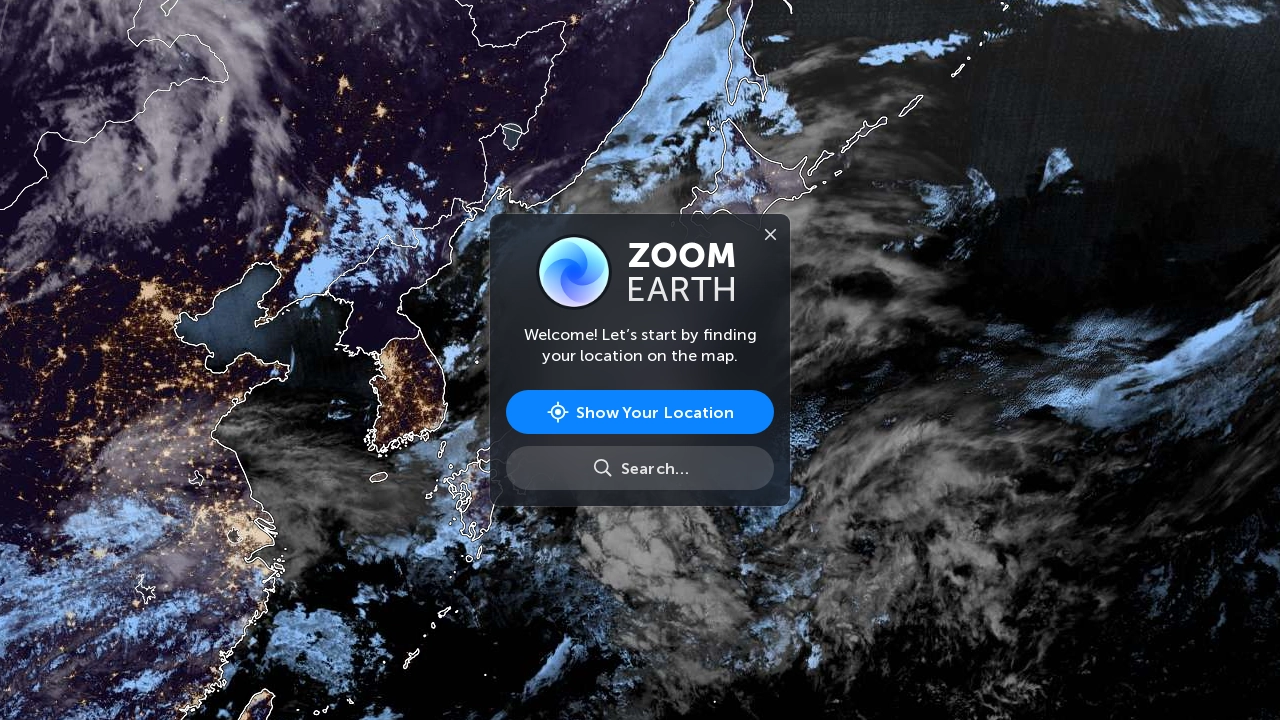 ZOOM
EARTH
Welcome! Let’s start by finding
your location on the map.
Show Your Location
Search...